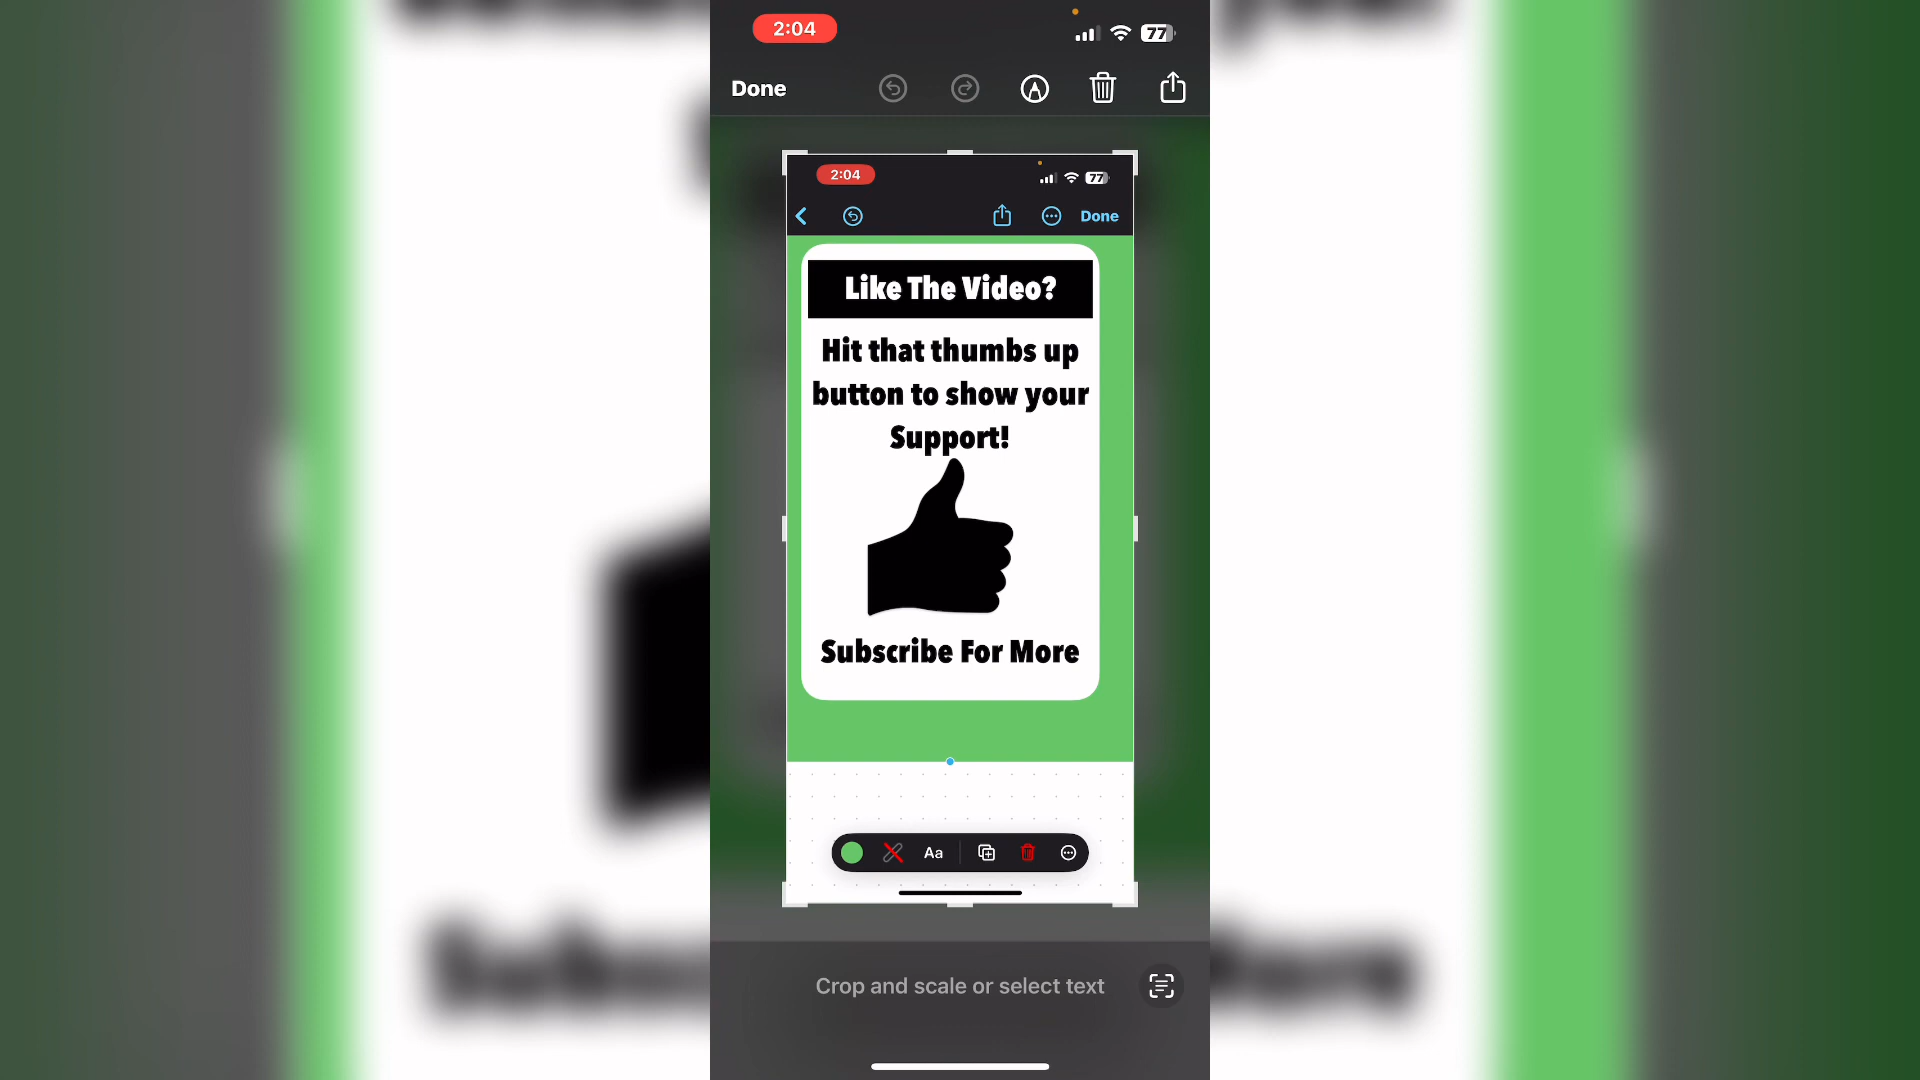 2:04
77
Done
2:04
77
Done
Like The Video?
Hit that thumbs up
button to show your
Support!
Subscribe For More
Aa
Crop and scale or select text